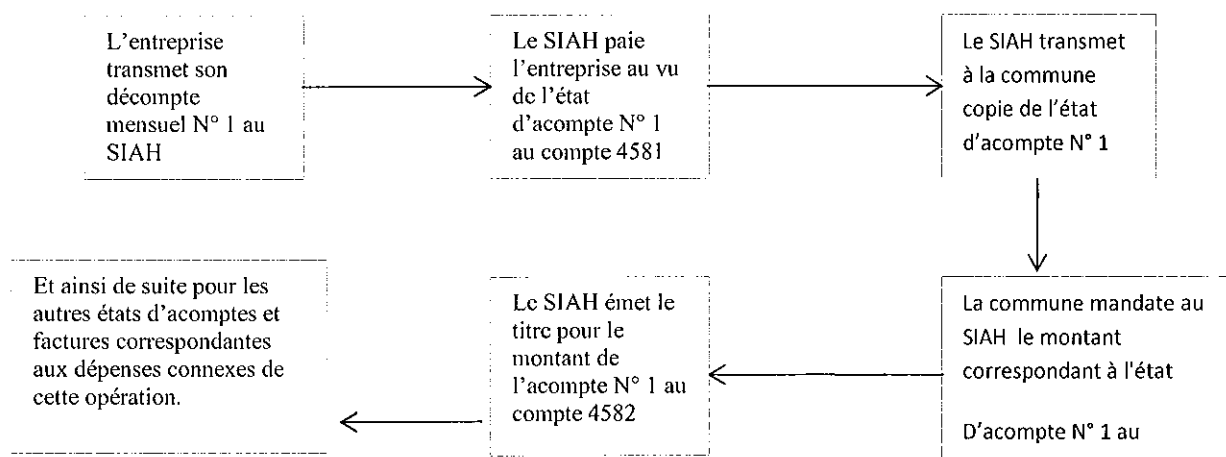 L'entreprise
transmet son
décompte
mensuel N° 1 au
SIAH
Le SIAH paie
l'entreprise au vu
de l'état
d'acompte N° 1
au compte 4581
Le SIAH transmet
à la commune
copie de l'état
d'acompte N° 1
La commune mandate au
SIAH le montant
correspondant à l'état
D'acompte N° 1 au
Le SIAH émet le
titre pour le
montant de
l'acompte N° 1 au
compte 4582
Et ainsi de suite pour les
autres états d'acomptes et
factures correspondantes
aux dépenses connexes de
cette opération.